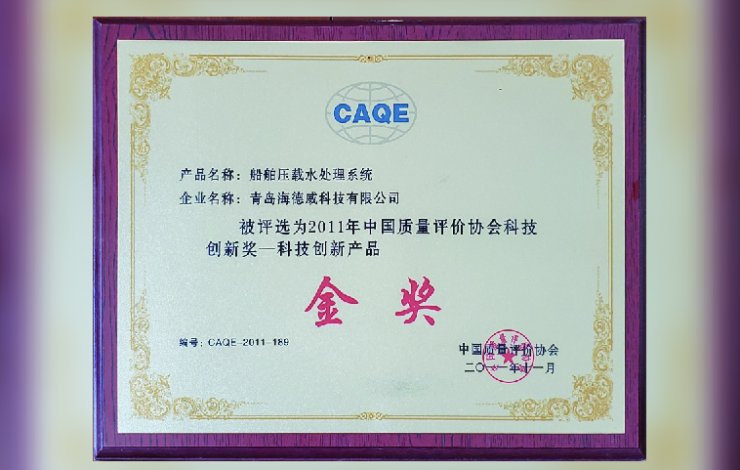 CAQE
产品名称：船舶压载水处理系统
企业名称：青岛海德威科技有限公司
被评选为2011年中国质量评价协会科技
创新奖—科技创新产品
金奖
编号：CAQE-2011-189
中国质量评价协会
二〇一一年十一月